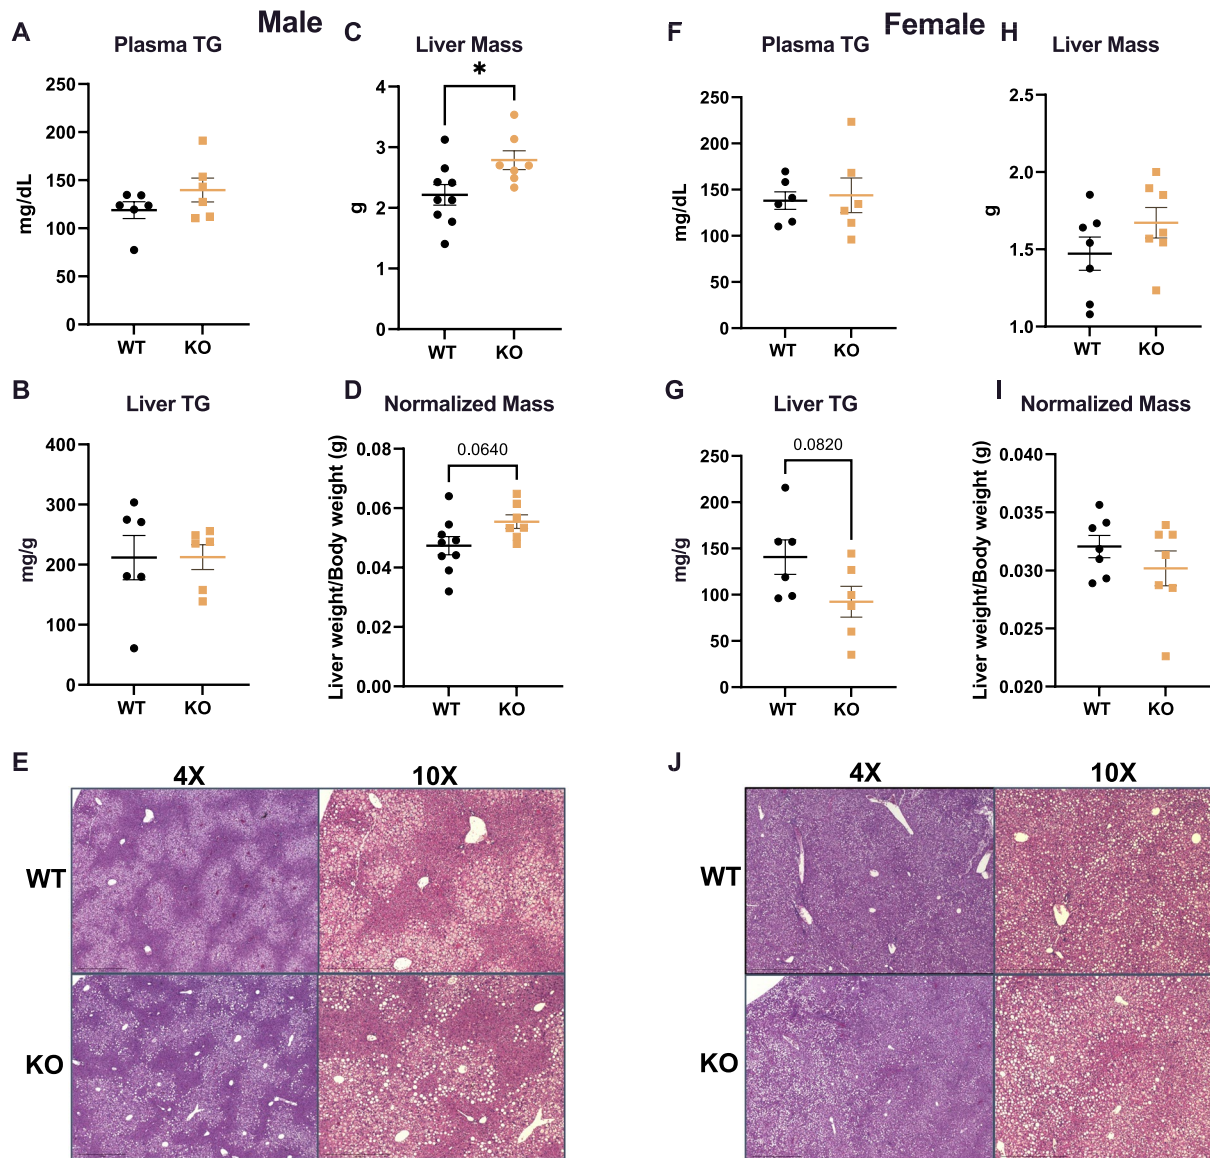 Male
Female
A
Plasma TG
mg/dL
250
200
150
100
50
0
WT
KO
C
Liver Mass
*
g
4
3
2
1
0
WT
KO
F
Plasma TG
mg/dL
250
200
150
100
50
0
WT
KO
H
Liver Mass
g
2.5
2.0
1.5
1.0
WT
KO
B
Liver TG
mg/g
400
300
200
100
0
WT
KO
D
Normalized Mass
0.0640
Liver weight/Body weight (g)
0.08
0.06
0.04
0.02
0.00
WT
KO
G
Liver TG
0.0820
mg/g
250
200
150
100
50
0
WT
KO
I
Normalized Mass
Liver weight/Body weight (g)
0.040
0.035
0.030
0.025
0.020
WT
KO
E
4X
10X
WT
KO
J
4X
10X
WT
KO